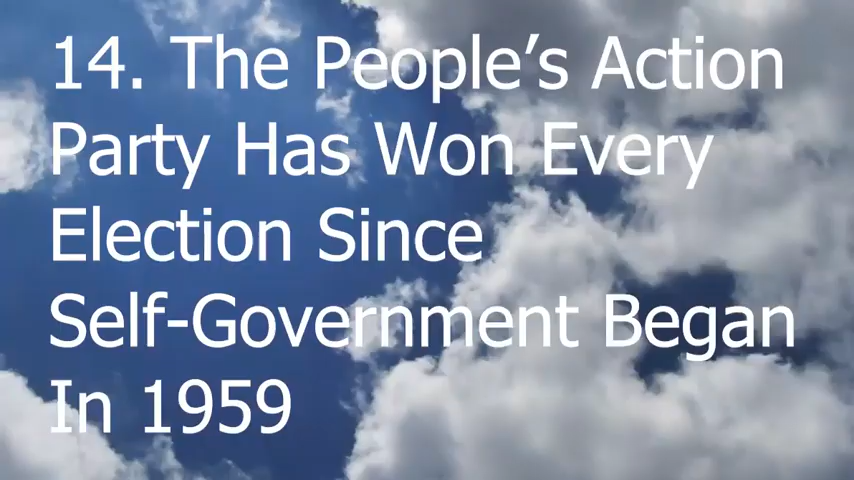 14. The People’s Action
Party Has Won Every
Election Since
Self-Government Began
In 1959